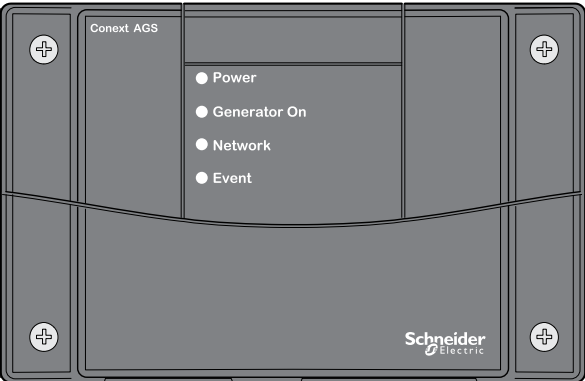 Conext AGS
Power
Generator On
Network
Event
Schneider
Electric